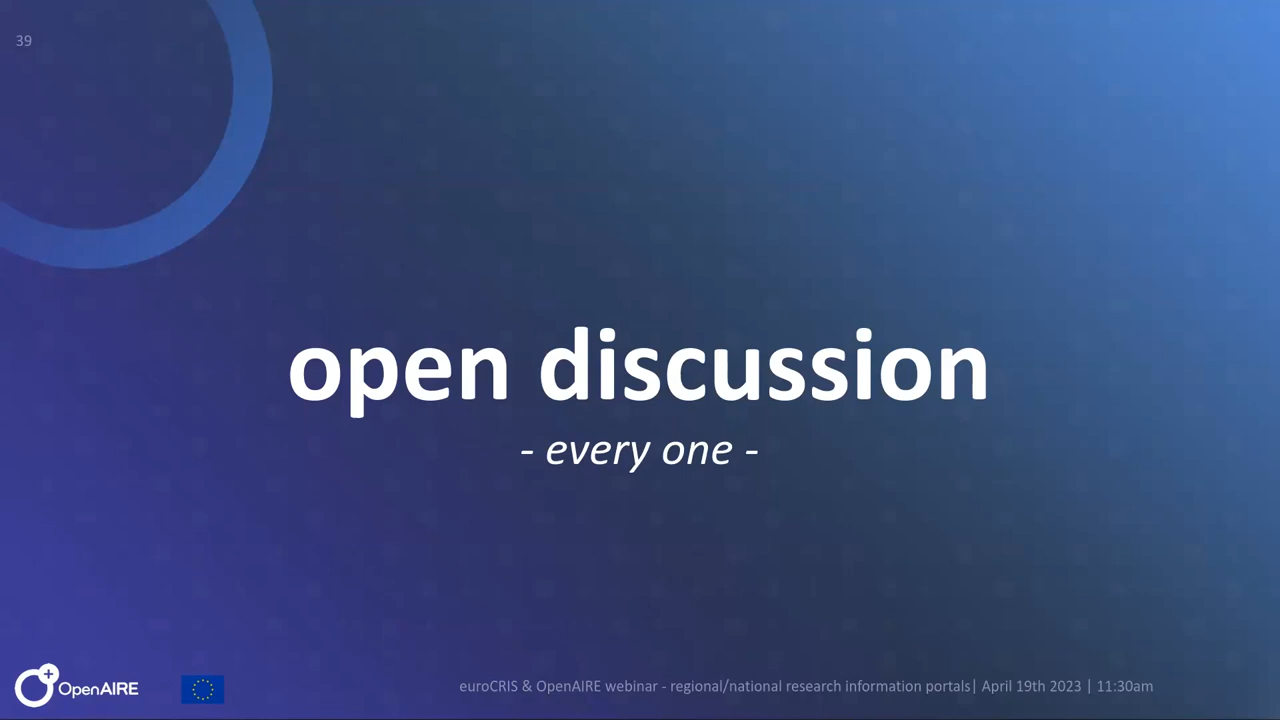 39
open discussion
- every one -
OpenAIRE
euroCRIS & OpenAIRE webinar - regional/national research information portals| April 19th 2023 | 11:30am